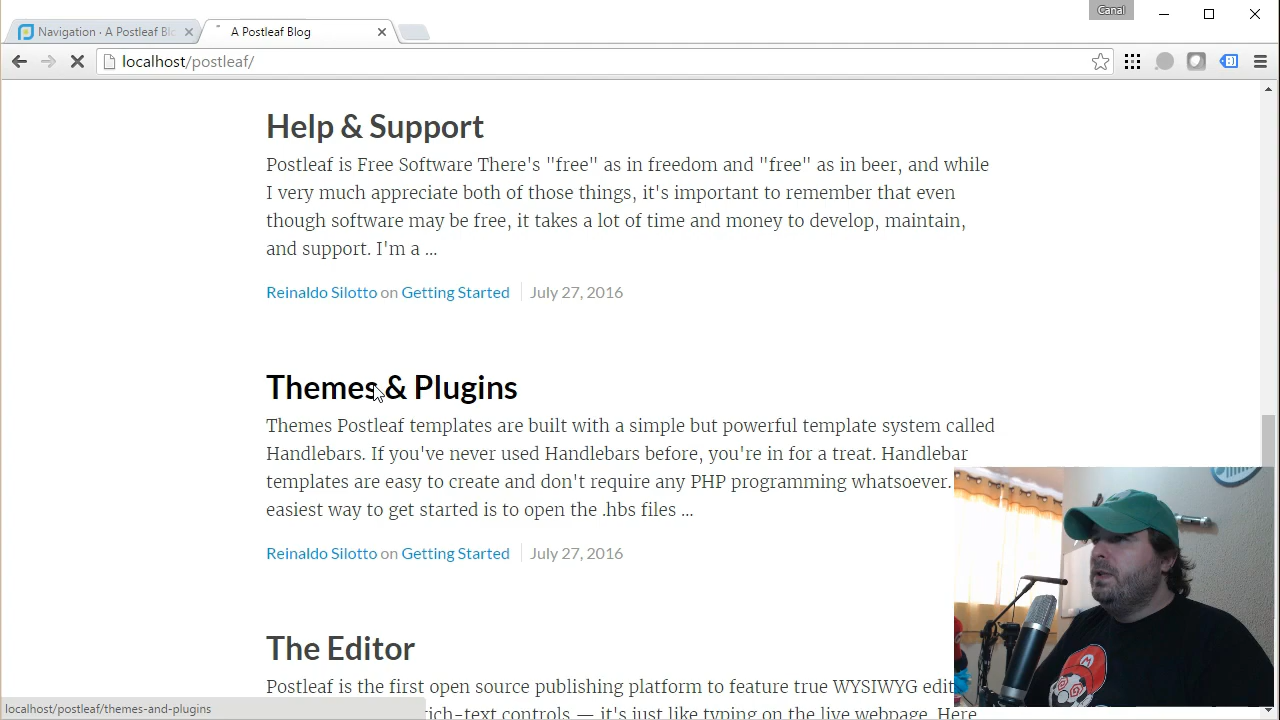 Canal
Navigation · A Postleaf Blo
A Postleaf Blog
localhost/postleaf/
Help & Support
Postleaf is Free Software There's "free" as in freedom and "free" as in beer, and while
I very much appreciate both of those things, it's important to remember that even
though software may be free, it takes a lot of time and money to develop, maintain,
and support. I'm a ...
Reinaldo Silotto on Getting Started July 27, 2016
Themes & Plugins
Themes Postleaf templates are built with a simple but powerful template system called
Handlebars. If you've never used Handlebars before, you're in for a treat. Handlebar
templates are easy to create and don't require any PHP programming whatsoever.
easiest way to get started is to open the .hbs files ...
Reinaldo Silotto on Getting Started July 27, 2016
The Editor
Postleaf is the first open source publishing platform to feature true WYSIWYG edit
rich-text controls — it's just like typing on the live webpage. Here
localhost/postleaf/themes-and-plugins